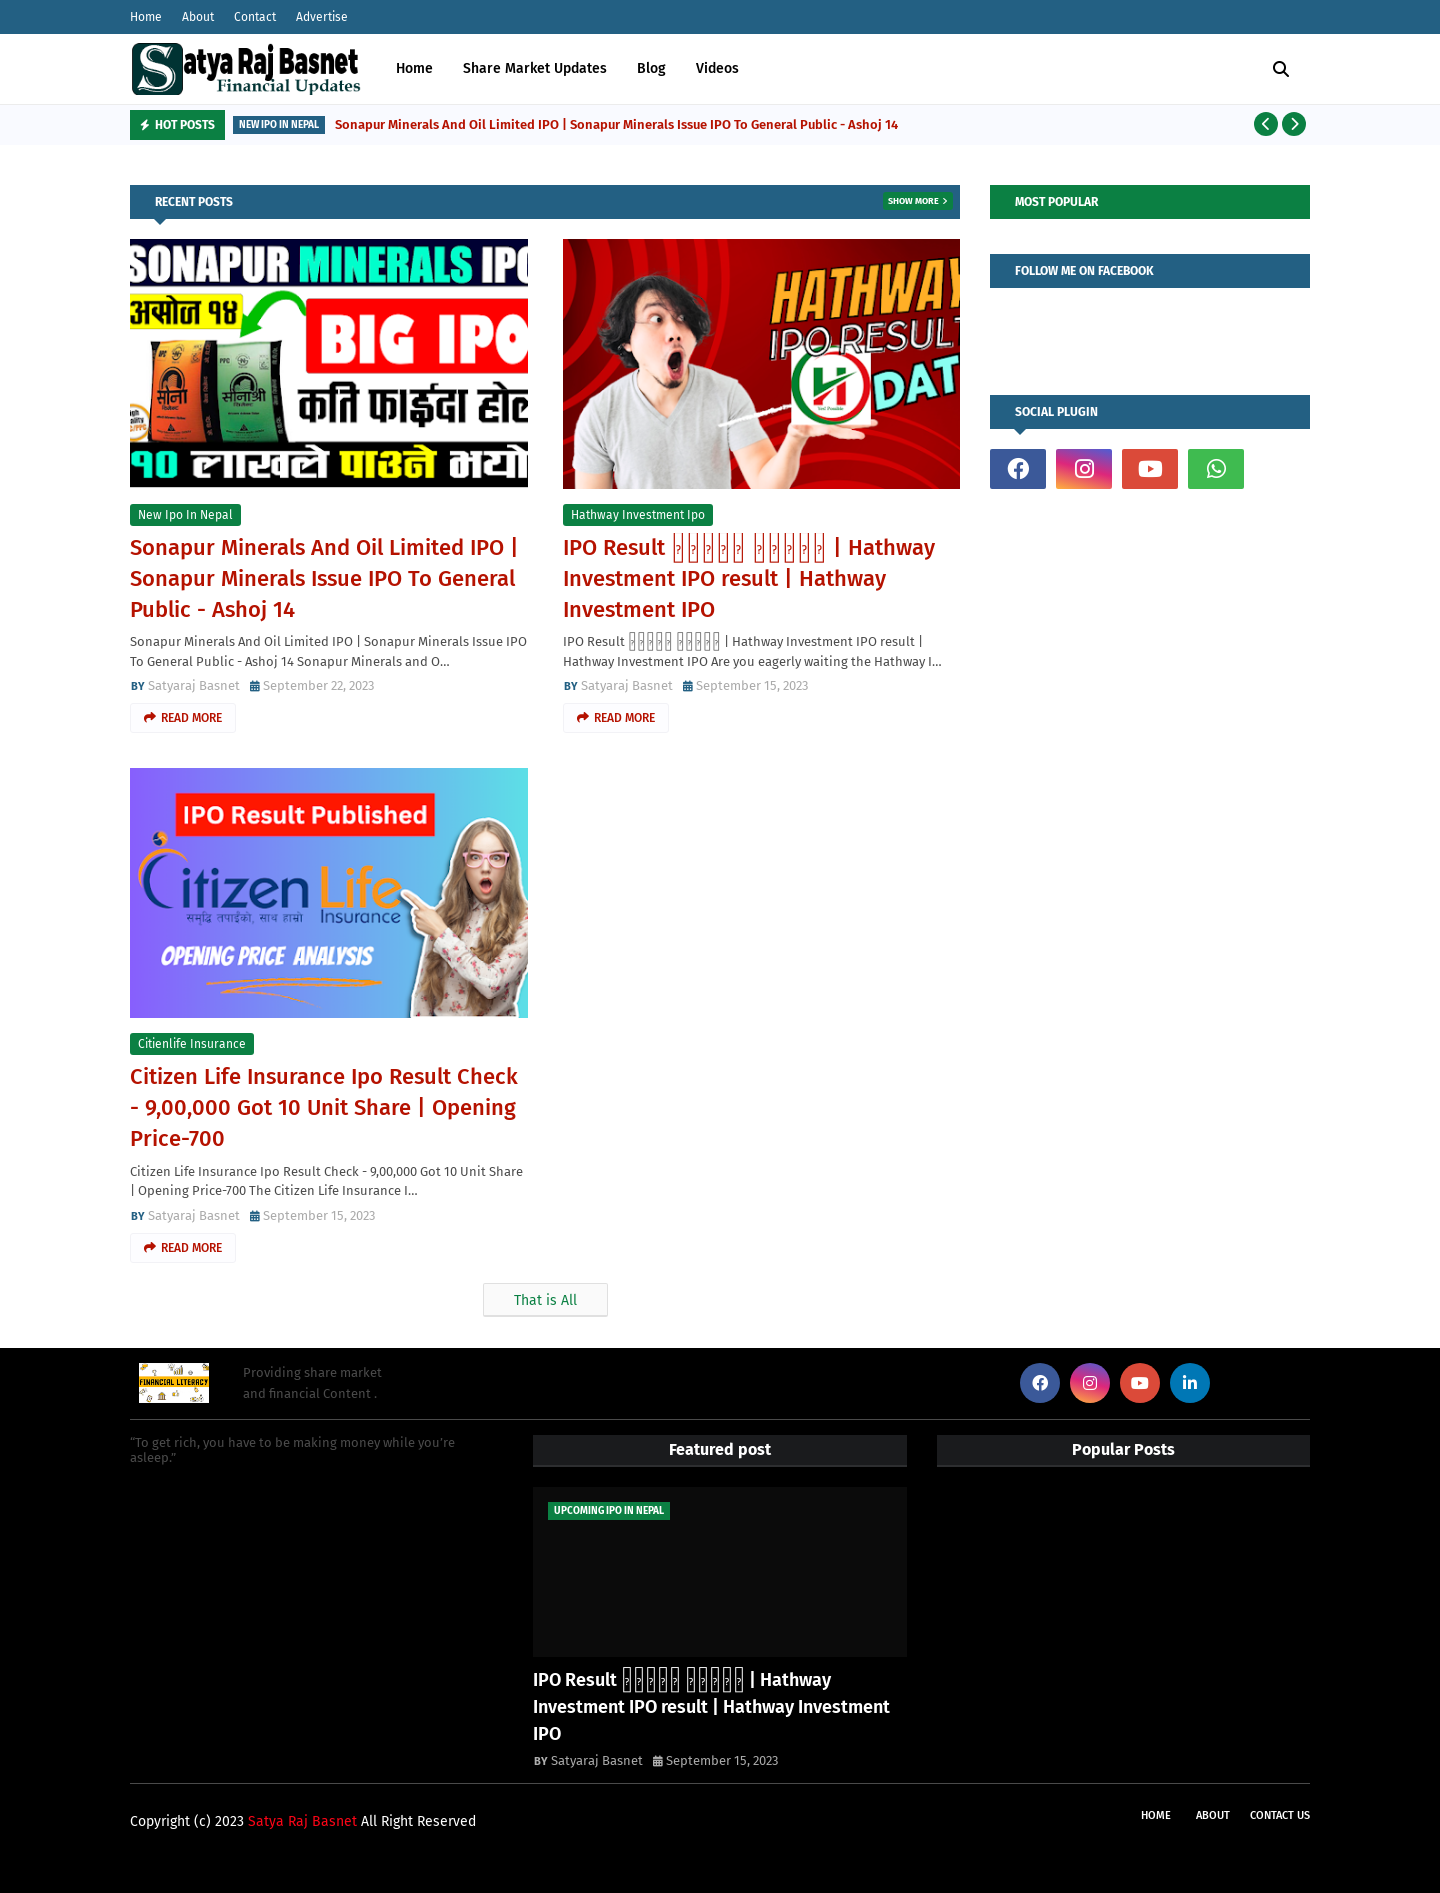 Home About Contact Advertise
Satya Raj Basnet
Financial Updates
Home Share Market Updates Blog Videos
HOT POSTS NEW IPO IN NEPAL Sonapur Minerals And Oil Limited IPO | Sonapur Minerals Issue IPO To General Public - Ashoj 14
RECENT POSTS SHOW MORE
SONAPUR MINERALS IPO
असोज १४
BIG IPO
कति फाईदा होल
१० लाखले पाउने भयो
New Ipo In Nepal
Sonapur Minerals And Oil Limited IPO |
Sonapur Minerals Issue IPO To General
Public - Ashoj 14
Sonapur Minerals And Oil Limited IPO | Sonapur Minerals Issue IPO
To General Public - Ashoj 14 Sonapur Minerals and O…
BY Satyaraj Basnet September 22, 2023
READ MORE
HATHWAY
IPO RESULT
DAT
Hathway Investment Ipo
IPO Result | Hathway
Investment IPO result | Hathway
Investment IPO
IPO Result | Hathway Investment IPO result |
Hathway Investment IPO Are you eagerly waiting the Hathway I…
BY Satyaraj Basnet September 15, 2023
READ MORE
IPO Result Published
Citizen Life
Insurance
समृद्धि तपाईंको, साथ हाम्रो
OPENING PRICE ANALYSIS
Citienlife Insurance
Citizen Life Insurance Ipo Result Check
- 9,00,000 Got 10 Unit Share | Opening
Price-700
Citizen Life Insurance Ipo Result Check - 9,00,000 Got 10 Unit Share
| Opening Price-700 The Citizen Life Insurance I…
BY Satyaraj Basnet September 15, 2023
READ MORE
That is All
MOST POPULAR
FOLLOW ME ON FACEBOOK
SOCIAL PLUGIN
FINANCIAL LITERACY
Providing share market
and financial Content .
“To get rich, you have to be making money while you’re
asleep.”
Featured post
UPCOMING IPO IN NEPAL
IPO Result | Hathway
Investment IPO result | Hathway Investment
IPO
BY Satyaraj Basnet September 15, 2023
Popular Posts
Copyright (c) 2023 Satya Raj Basnet All Right Reserved
HOME ABOUT CONTACT US